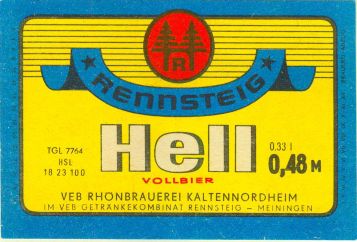 R
RENNSTEIG
Hell
VOLLBIER
TGL 7764
HSL
18 23 100
0.33 l
0,48 M
VEB RHÖNBRAUEREI KALTENNORDHEIM
IM VEB GETRÄNKEKOMBINAT RENNSTEIG – MEININGEN